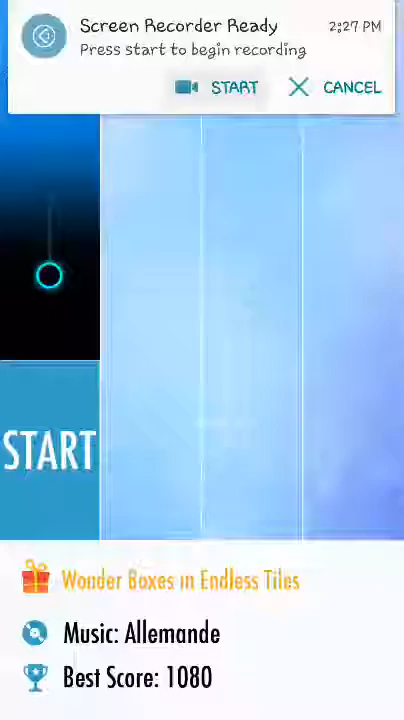 Screen Recorder Ready 2:27 PM
Press start to begin recording
START CANCEL
START
Wonder Boxes in Endless Tiles
Music: Allemande
Best Score: 1080